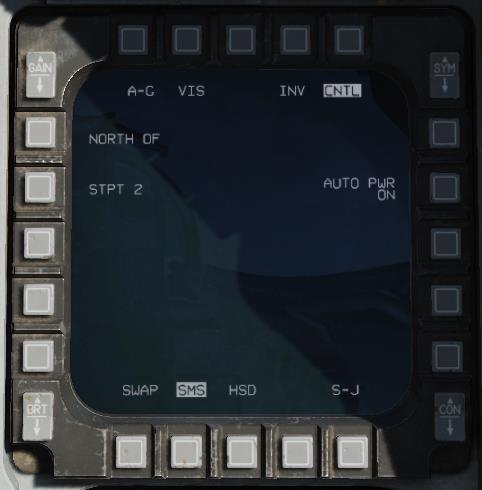 GAIN
SYM
A-G VIS INV CNTL
NORTH OF
STPT 2
AUTO PWR
ON
SWAP SMS HSD S-J
BRT
CON